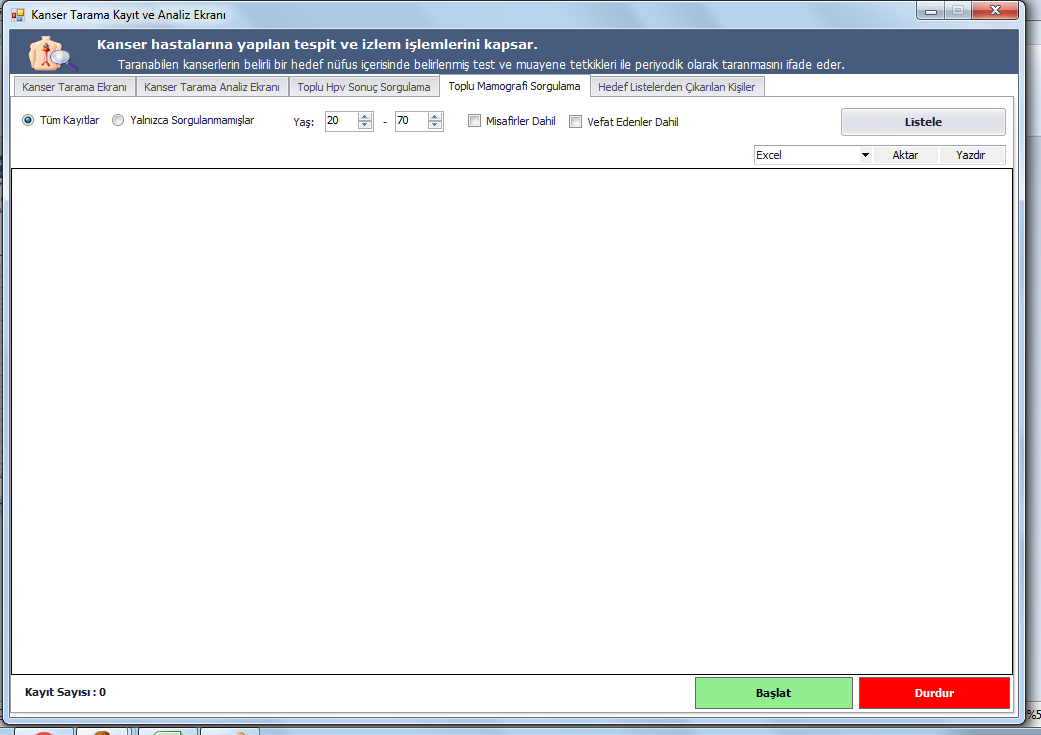 Kanser Tarama Kayıt ve Analiz Ekranı
Kanser hastalarına yapılan tespit ve izlem işlemlerini kapsar.
Taranabilen kanserlerin belirli bir hedef nüfus içerisinde belirlenmiş test ve muayene tetkikleri ile periyodik olarak taranmasını ifade eder.
Kanser Tarama Ekranı Kanser Tarama Analiz Ekranı Toplu Hpv Sonuç Sorgulama Toplu Mamografi Sorgulama Hedef Listelerden Çıkarılan Kişiler
Tüm Kayıtlar Yalnızca Sorgulanmamışlar Yaş: 20 - 70 Misafirler Dahil Vefat Edenler Dahil Listele
Excel Aktar Yazdır
Kayıt Sayısı : 0 Başlat Durdur
%5